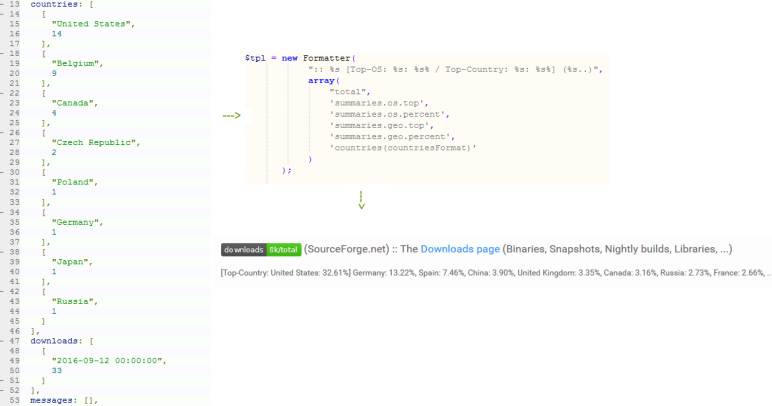 13 countries: [
14 [
15 "United States",
16 14
17 ],
18 [
19 "Belgium",
20 9
21 ],
22 [
23 "Canada",
24 4
25 ],
26 [
27 "Czech Republic",
28 2
29 ],
30 [
31 "Poland",
32 1
33 ],
34 [
35 "Germany",
36 1
37 ],
38 [
39 "Japan",
40 1
41 ],
42 [
43 "Russia",
44 1
45 ]
46 ],
47 downloads: [
48 [
49 "2016-09-12 00:00:00",
50 33
51 ]
52 ],
53 messages: [],
--->
$tpl = new Formatter(
":: %s [Top-OS: %s: %s% / Top-Country: %s: %s%] (%s..)",
array(
"total",
'summaries.os.top',
'summaries.os.percent',
'summaries.geo.top',
'summaries.geo.percent',
'countries{countriesFormat}'
)
);
downloads 8k/total (SourceForge.net) :: The Downloads page (Binaries, Snapshots, Nightly builds, Libraries, ...)
[Top-Country: United States: 32.61%] Germany: 13.22%, Spain: 7.46%, China: 3.90%, United Kingdom: 3.35%, Canada: 3.16%, Russia: 2.73%, France: 2.66%, ..